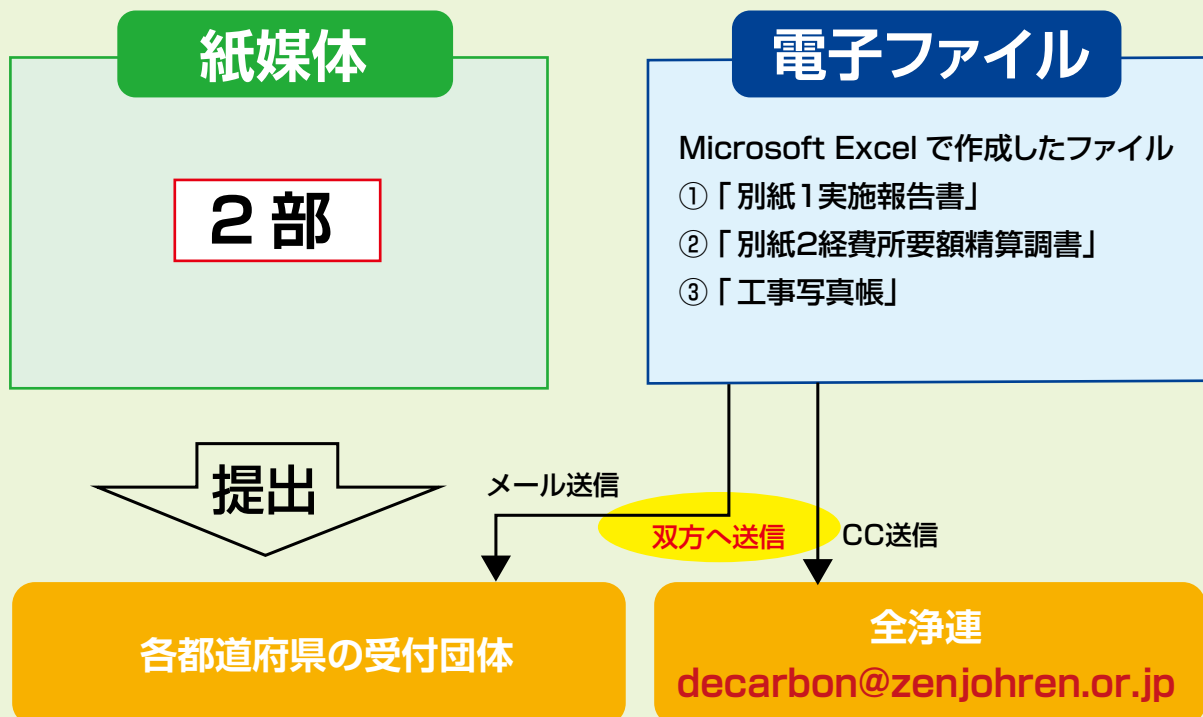 紙媒体
2部
電子ファイル
Microsoft Excel で作成したファイル
①「別紙1実施報告書」
②「別紙2経費所要額精算調書」
③「工事写真帳」
提出
メール送信
双方へ送信
CC送信
各都道府県の受付団体
全浄連
decarbon@zenjohren.or.jp